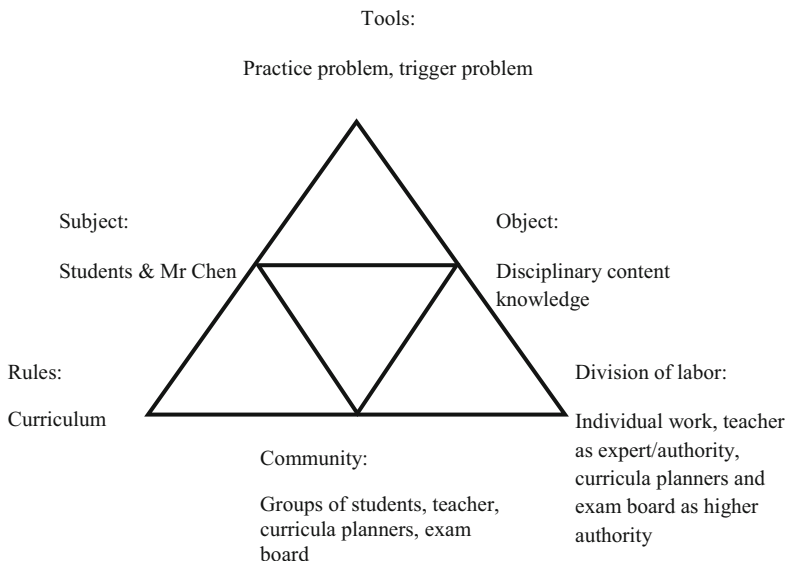 Tools:
Practice problem, trigger problem
Subject:
Students & Mr Chen
Object:
Disciplinary content
knowledge
Rules:
Curriculum
Division of labor:
Individual work, teacher
as expert/authority,
curricula planners and
exam board as higher
authority
Community:
Groups of students, teacher,
curricula planners, exam
board